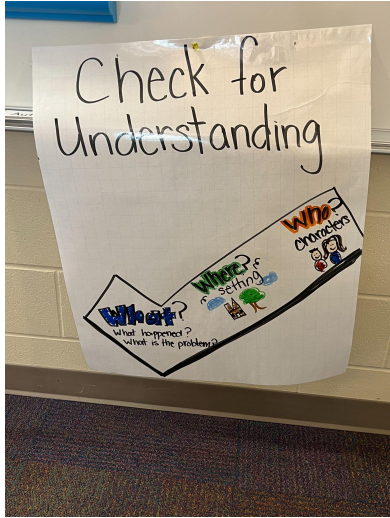 Check for
Understanding
Who?
characters
Where?
setting
What?
What happened?
What is the problem?